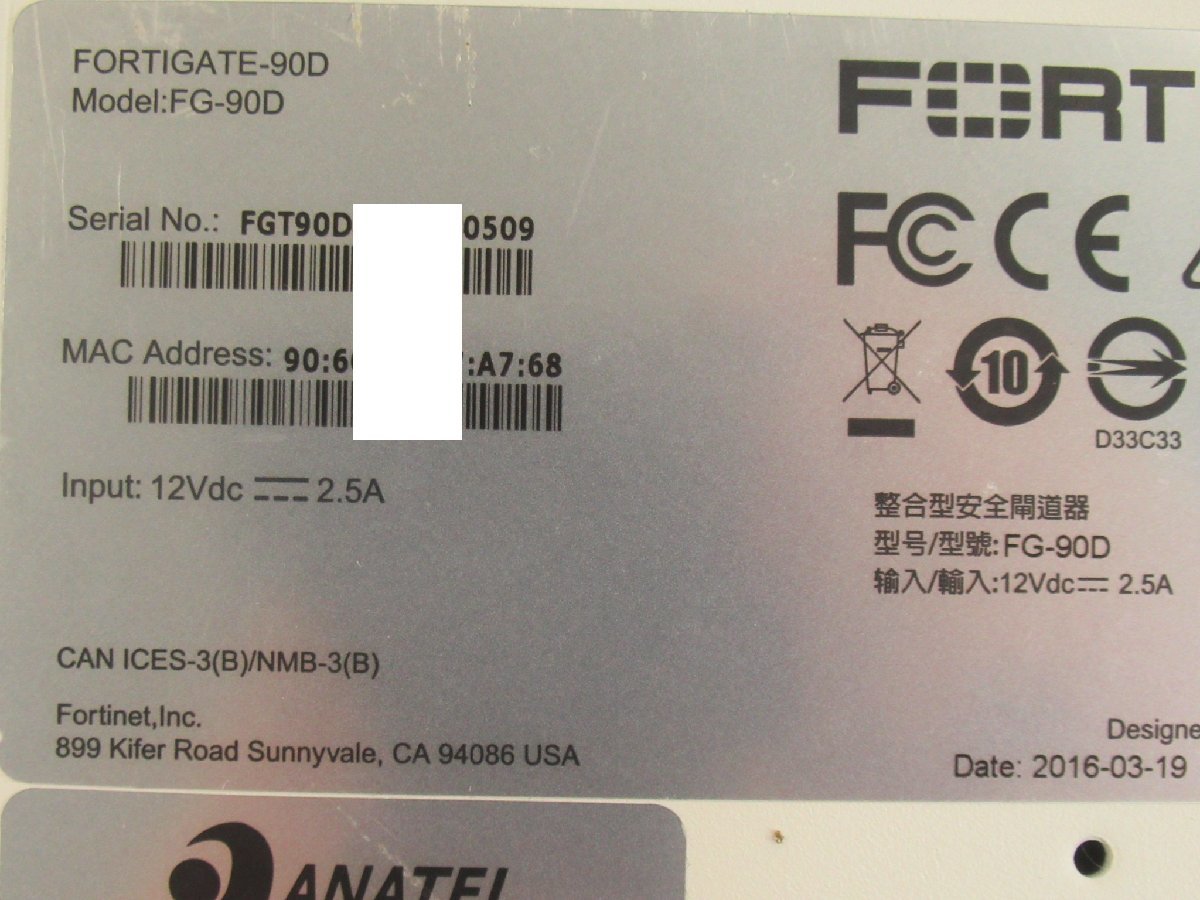 FORTIGATE-90D
Model:FG-90D
FORT
Serial No.: FGT90D 0509
FC CE
MAC Address: 90:6 :A7:68
10
D33C33
Input: 12Vdc 2.5A
整合型安全閘道器
型号/型號:FG-90D
输入/輸入:12Vdc 2.5A
CAN ICES-3(B)/NMB-3(B)
Fortinet,Inc.
899 Kifer Road Sunnyvale, CA 94086 USA
Designe
Date: 2016-03-19
ANATEL